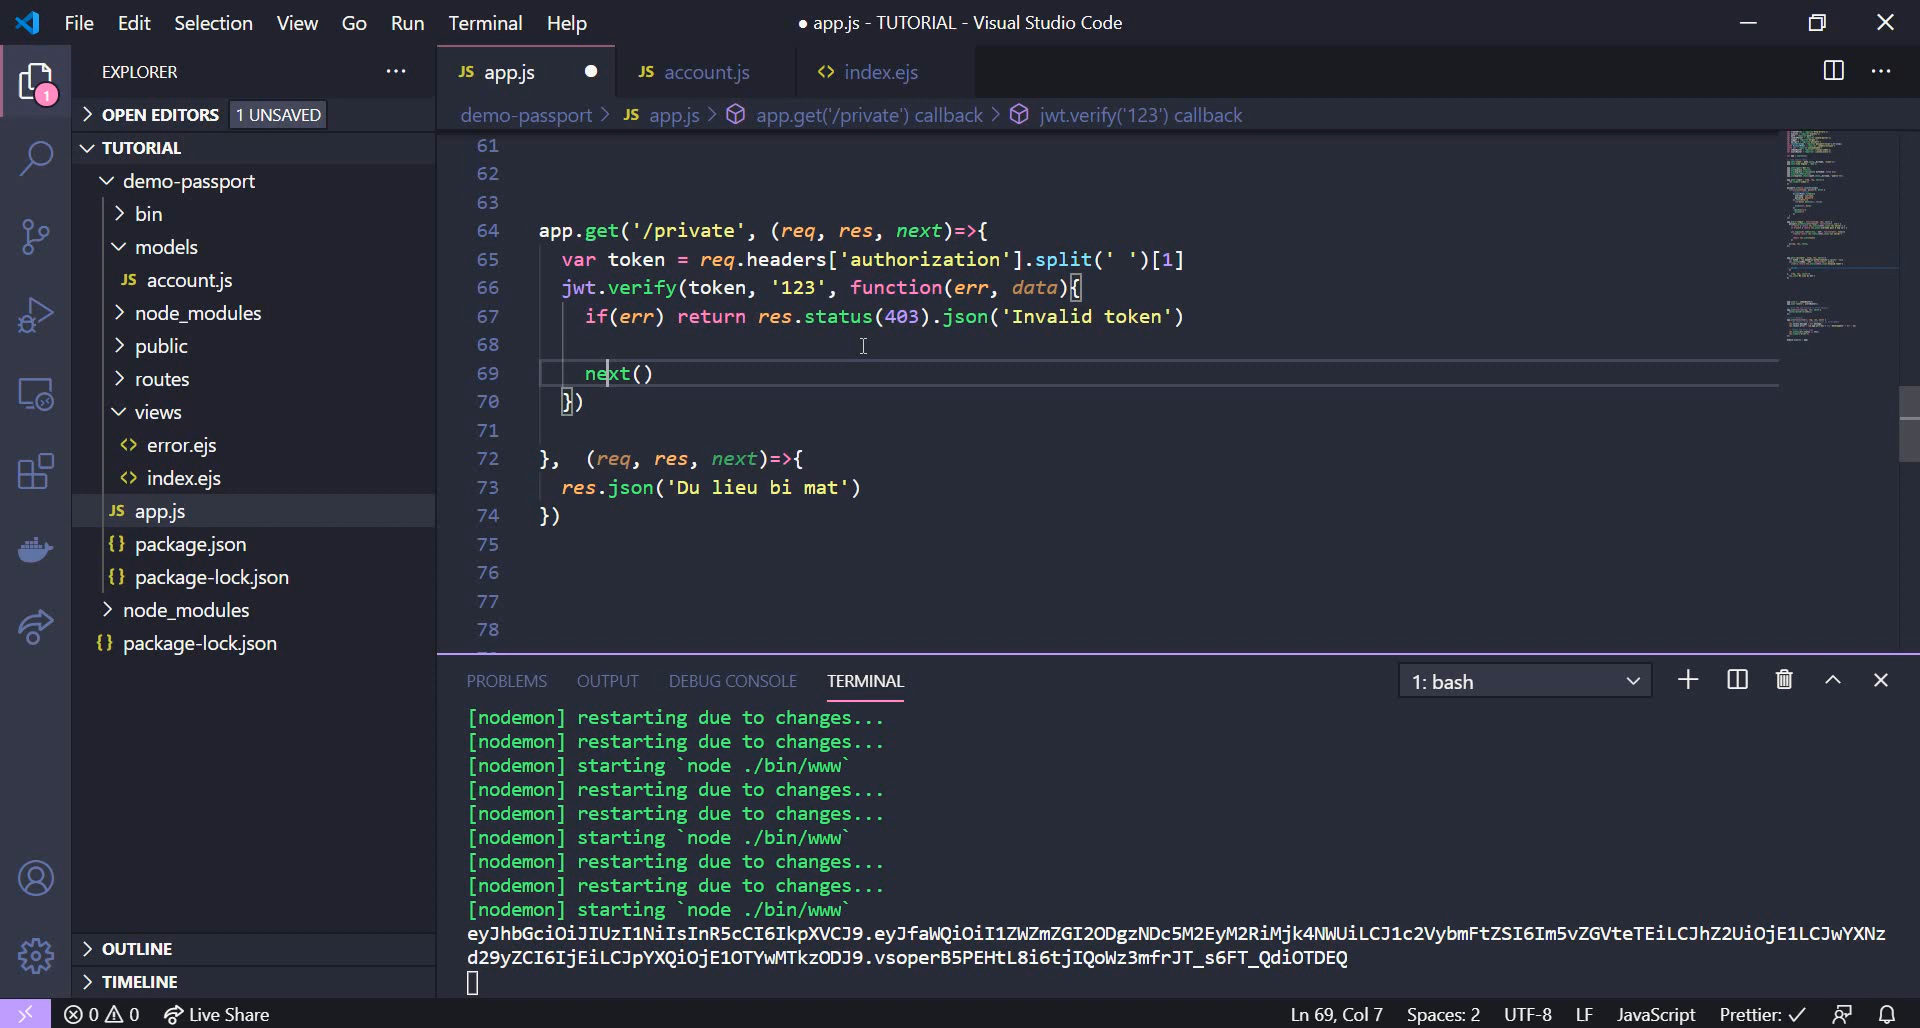 File Edit Selection View Go Run Terminal Help
● app.js - TUTORIAL - Visual Studio Code
EXPLORER
1
OPEN EDITORS 1 UNSAVED
TUTORIAL
demo-passport
bin
models
JS account.js
node_modules
public
routes
views
<> error.ejs
<> index.ejs
JS app.js
{} package.json
{} package-lock.json
node_modules
{} package-lock.json
OUTLINE
TIMELINE
JS app.js ● JS account.js <> index.ejs
demo-passport > JS app.js > app.get('/private') callback > jwt.verify('123') callback
61
62
63
64 app.get('/private', (req, res, next)=>{
65 var token = req.headers['authorization'].split(' ')[1]
66 jwt.verify(token, '123', function(err, data){
67 if(err) return res.status(403).json('Invalid token')
68
69 next()
70 })
71
72 }, (req, res, next)=>{
73 res.json('Du lieu bi mat')
74 })
75
76
77
78
PROBLEMS OUTPUT DEBUG CONSOLE TERMINAL
1: bash
[nodemon] restarting due to changes...
[nodemon] restarting due to changes...
[nodemon] starting `node ./bin/www`
[nodemon] restarting due to changes...
[nodemon] restarting due to changes...
[nodemon] starting `node ./bin/www`
[nodemon] restarting due to changes...
[nodemon] restarting due to changes...
[nodemon] starting `node ./bin/www`
eyJhbGciOiJIUzI1NiIsInR5cCI6IkpXVCJ9.eyJfaWQiOiI1ZWZmZGI2ODgzNDc5M2EyM2RiMjk4NWUiLCJ1c2VybmFtZSI6Im5vZGVteTEiLCJhZ2UiOjE1LCJwYXNz
d29yZCI6IjEiLCJpYXQiOjE1OTYwMTkzODJ9.vsoperB5PEHtL8i6tjIQoWz3mfrJT_s6FT_QdiOTDEQ
0 0 Live Share
Ln 69, Col 7 Spaces: 2 UTF-8 LF JavaScript Prettier: ✓